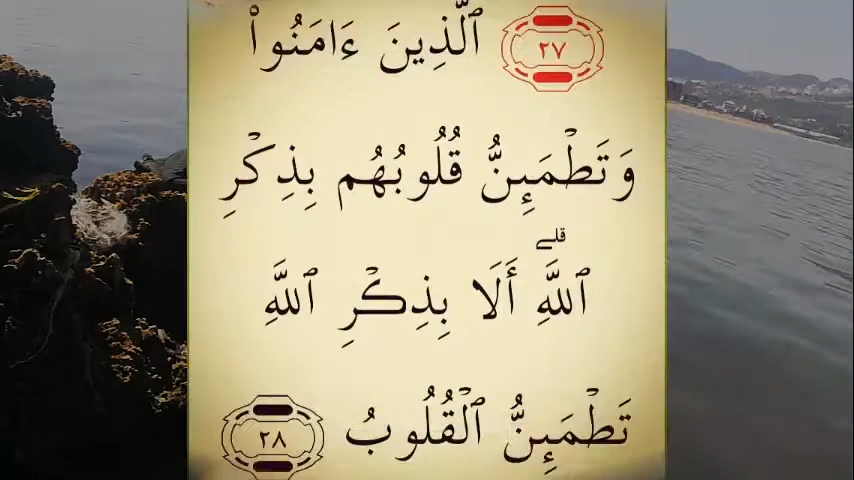 ٢٧ ٱلَّذِينَ ءَامَنُوا۟
وَتَطْمَئِنُّ قُلُوبُهُم بِذِكْرِ
ٱللَّهِ ۗ أَلَا بِذِكْرِ ٱللَّهِ
تَطْمَئِنُّ ٱلْقُلُوبُ ٢٨